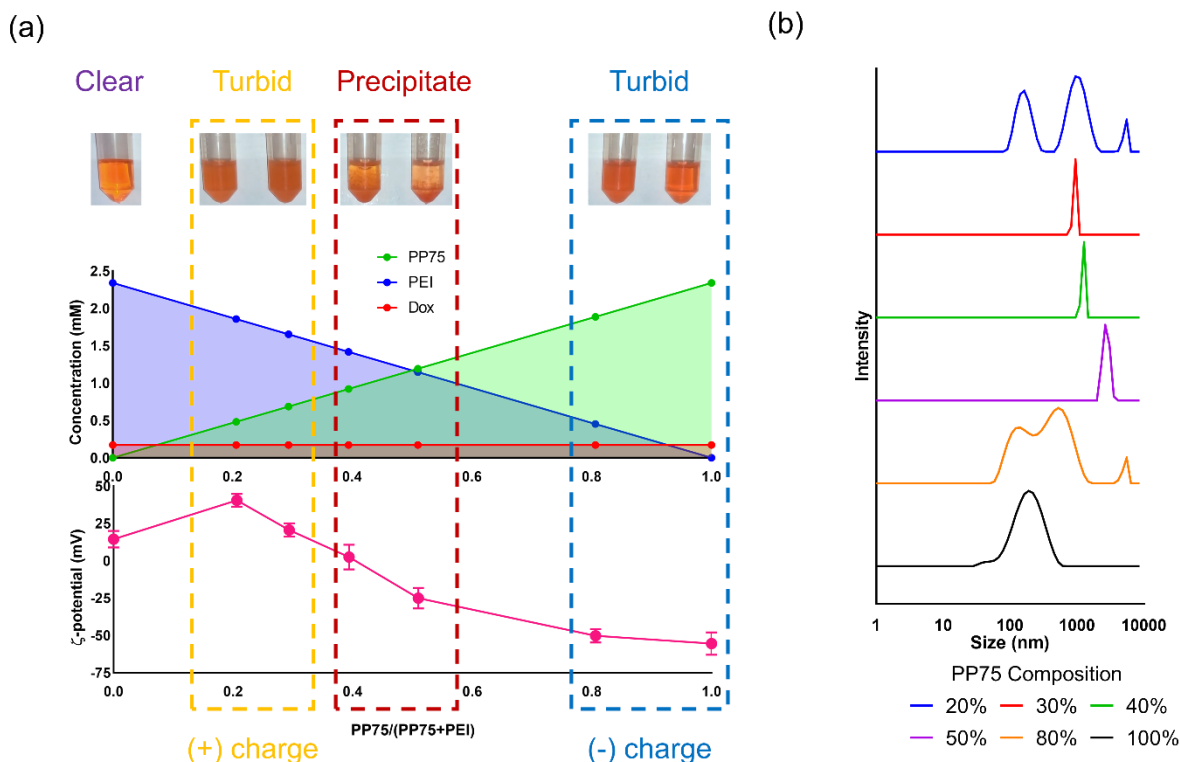 (a)
Clear
Turbid
Precipitate
Turbid
PP75
PEI
Dox
Concentration (mM)
2.5
2.0
1.5
1.0
0.5
0.0
0.0
0.2
0.4
0.6
0.8
1.0
ζ-potential (mV)
50
25
0
-25
-50
-75
0.0
0.2
0.4
0.6
0.8
1.0
PP75/(PP75+PEI)
(+) charge
(-) charge
(b)
Intensity
1
10
100
1000
10000
Size (nm)
PP75 Composition
20%
30%
40%
50%
80%
100%